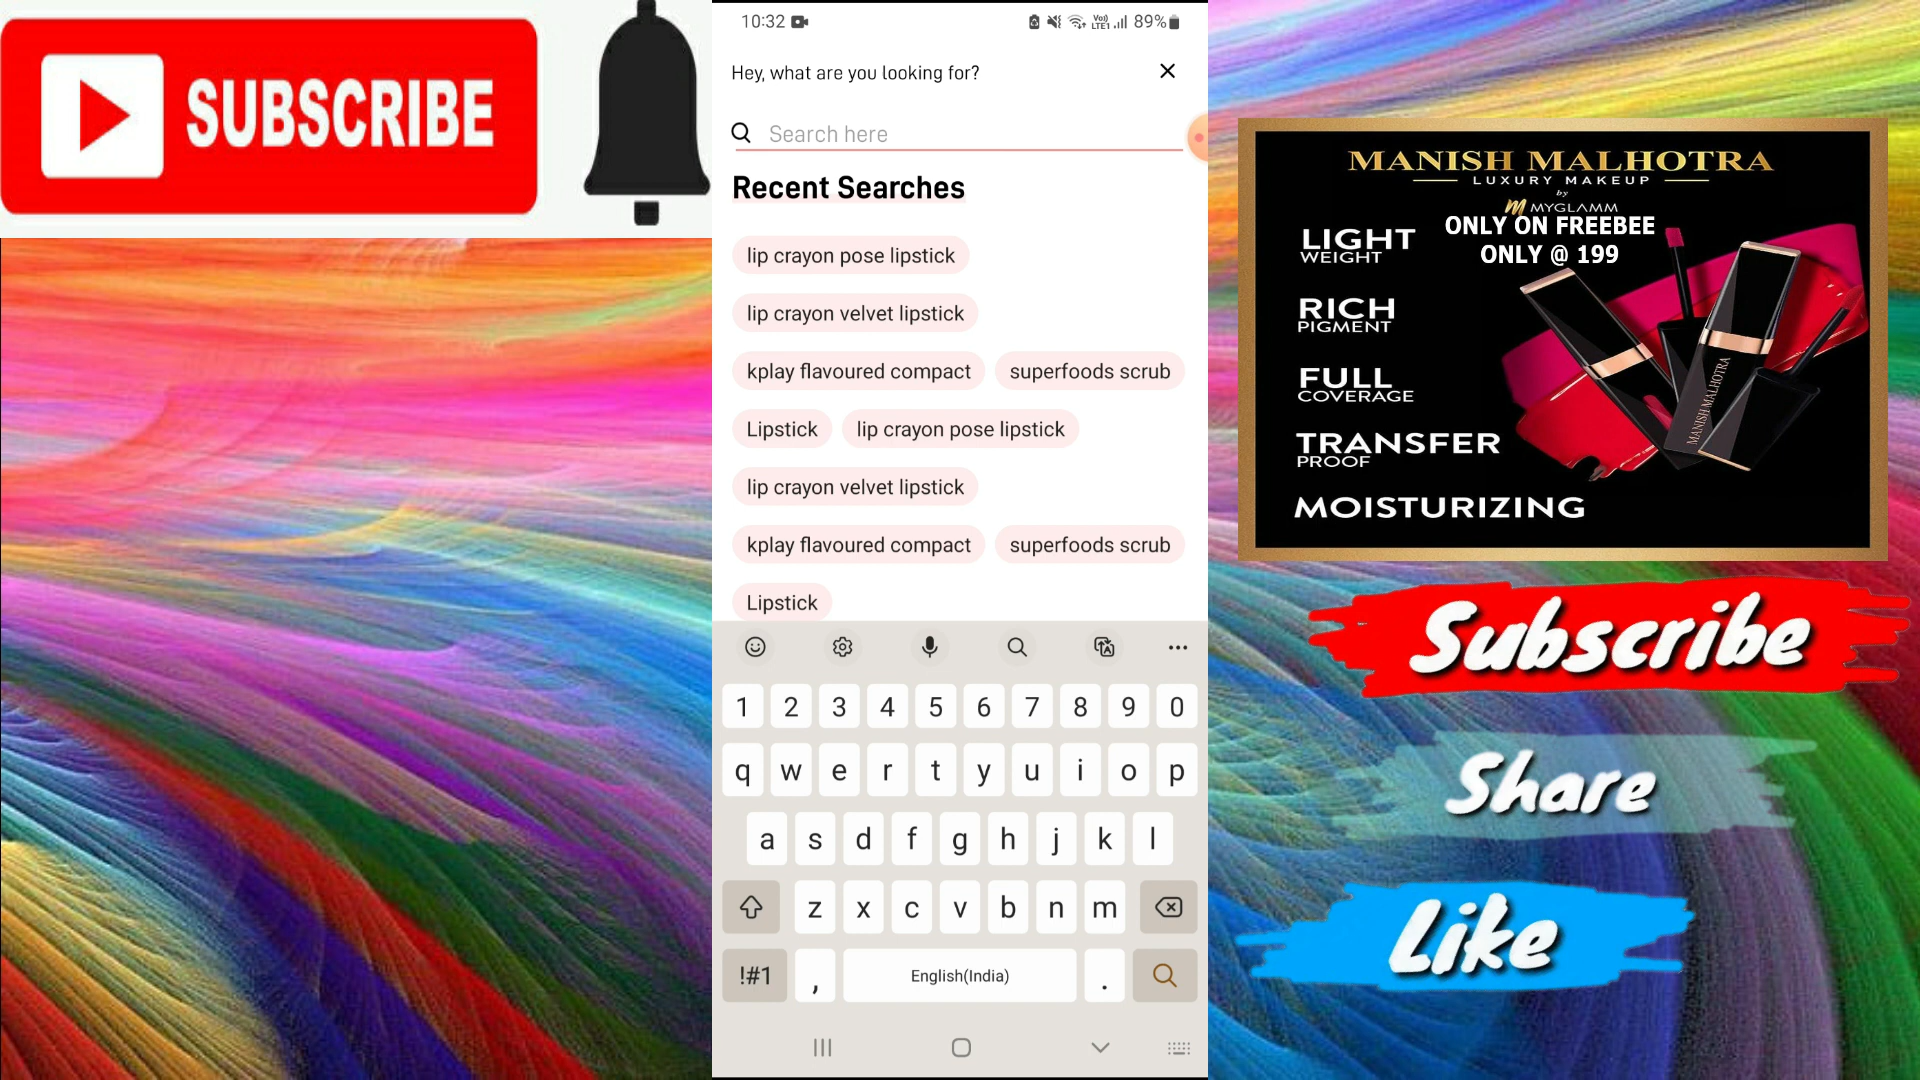 SUBSCRIBE
10:32
Vo))
LTE1
89%
Hey, what are you looking for?
Search here
Recent Searches
lip crayon pose lipstick
lip crayon velvet lipstick
kplay flavoured compact superfoods scrub
Lipstick lip crayon pose lipstick
lip crayon velvet lipstick
kplay flavoured compact superfoods scrub
Lipstick
1 2 3 4 5 6 7 8 9 0
q w e r t y u i o p
a s d f g h j k l
z x c v b n m
!#1 , English(India) .
MANISH MALHOTRA
LUXURY MAKEUP
by
MYGLAMM
ONLY ON FREEBEE
ONLY @ 199
LIGHT
WEIGHT
RICH
PIGMENT
FULL
COVERAGE
TRANSFER
PROOF
MOISTURIZING
MANISH MALHOTRA
Subscribe
Share
Like